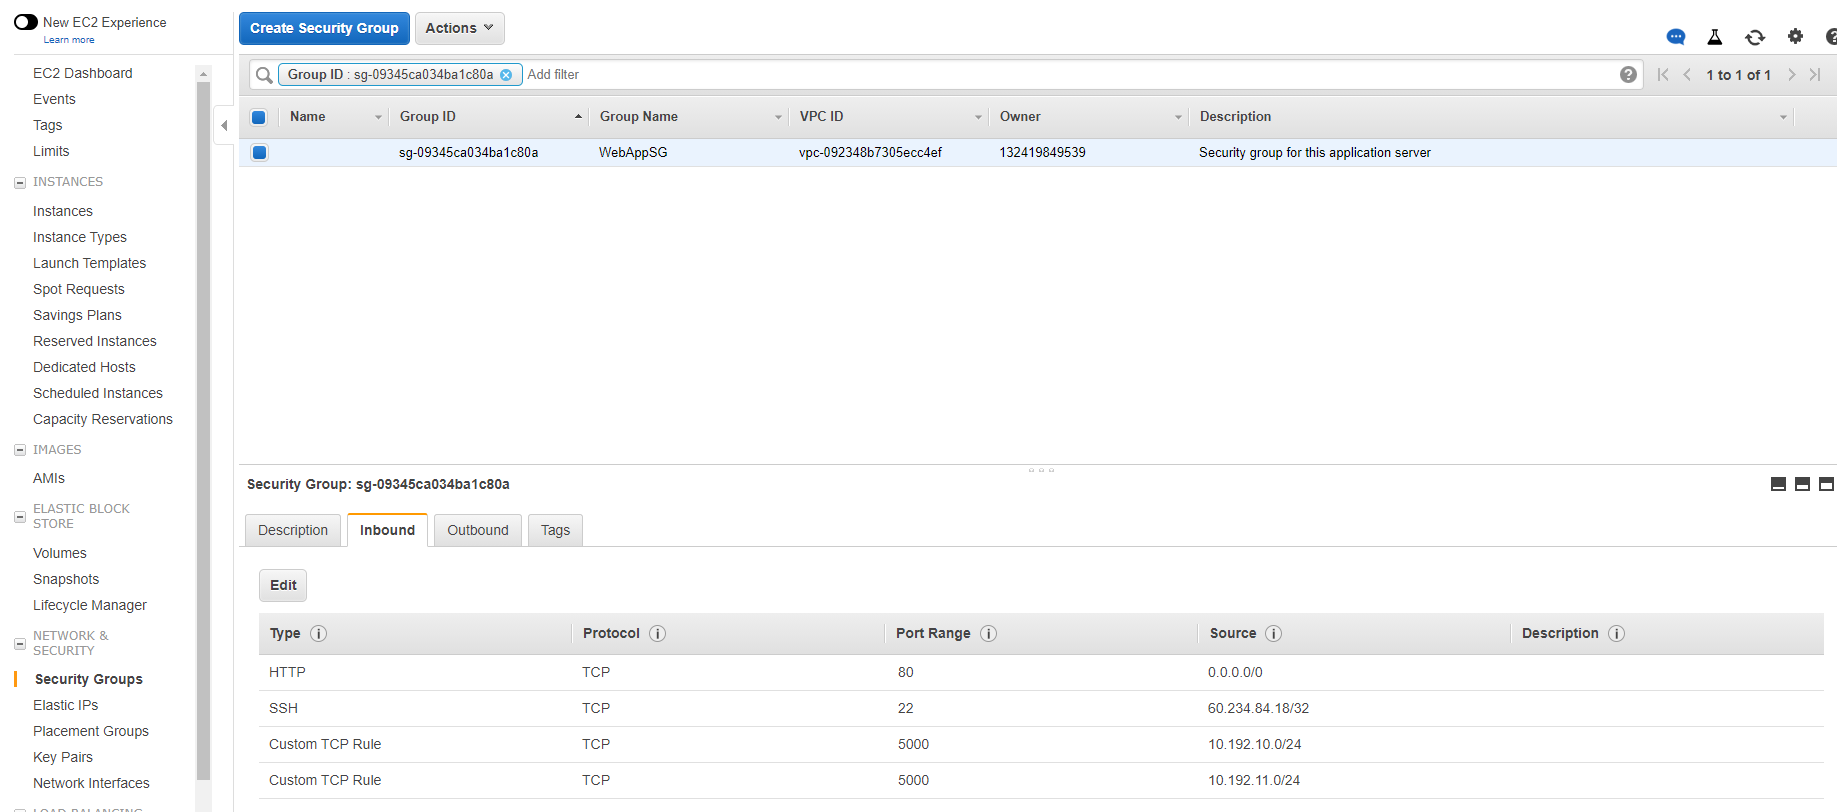 New EC2 Experience
Learn more
EC2 Dashboard
Events
Tags
Limits
INSTANCES
Instances
Instance Types
Launch Templates
Spot Requests
Savings Plans
Reserved Instances
Dedicated Hosts
Scheduled Instances
Capacity Reservations
IMAGES
AMIs
ELASTIC BLOCK
STORE
Volumes
Snapshots
Lifecycle Manager
NETWORK &
SECURITY
Security Groups
Elastic IPs
Placement Groups
Key Pairs
Network Interfaces
LOAD BALANCING
Create Security Group Actions
Group ID : sg-09345ca034ba1c80a Add filter 1 to 1 of 1
Name Group ID Group Name VPC ID Owner Description
sg-09345ca034ba1c80a WebAppSG vpc-092348b7305ecc4ef 132419849539 Security group for this application server
Security Group: sg-09345ca034ba1c80a
Description Inbound Outbound Tags
Edit
Type Protocol Port Range Source Description
HTTP TCP 80 0.0.0.0/0
SSH TCP 22 60.234.84.18/32
Custom TCP Rule TCP 5000 10.192.10.0/24
Custom TCP Rule TCP 5000 10.192.11.0/24